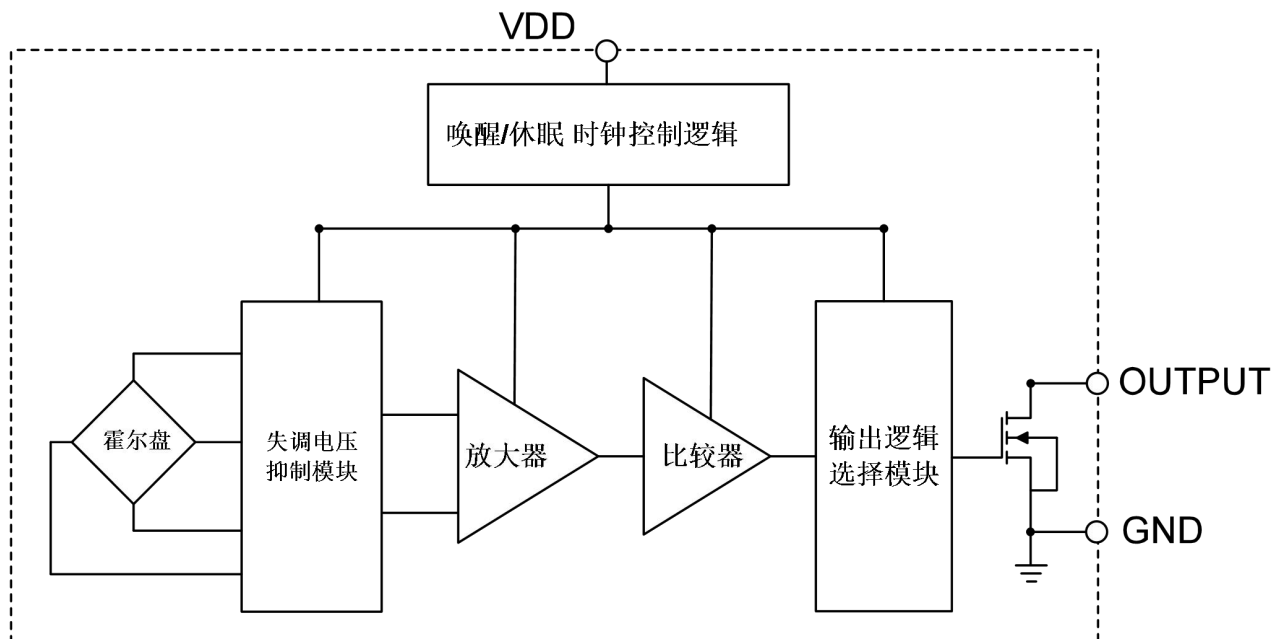 VDD
唤醒/休眠 时钟控制逻辑
霍尔盘
失调电压
抑制模块
放大器
比较器
输出逻辑
选择模块
OUTPUT
GND